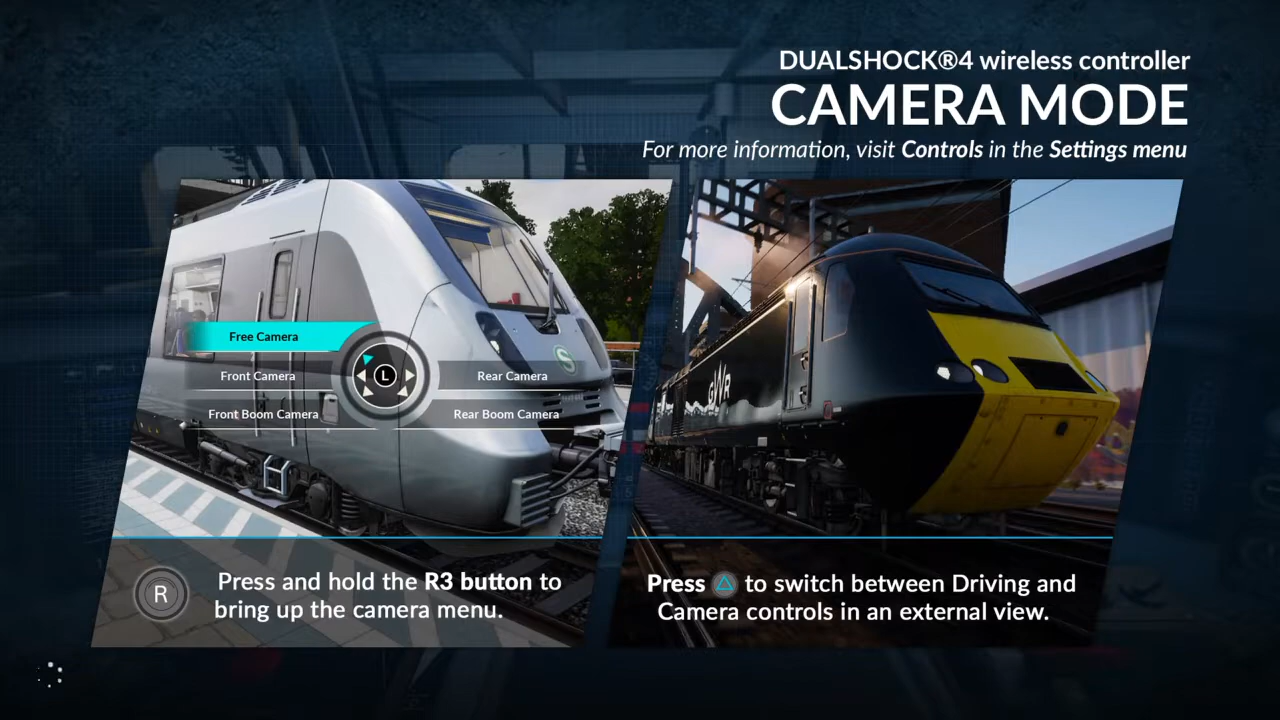 DUALSHOCK®4 wireless controller
CAMERA MODE
For more information, visit Controls in the Settings menu
Free Camera
Front Camera
Front Boom Camera
L
Rear Camera
Rear Boom Camera
S
GWR
R
Press and hold the R3 button to
bring up the camera menu.
Press to switch between Driving and
Camera controls in an external view.